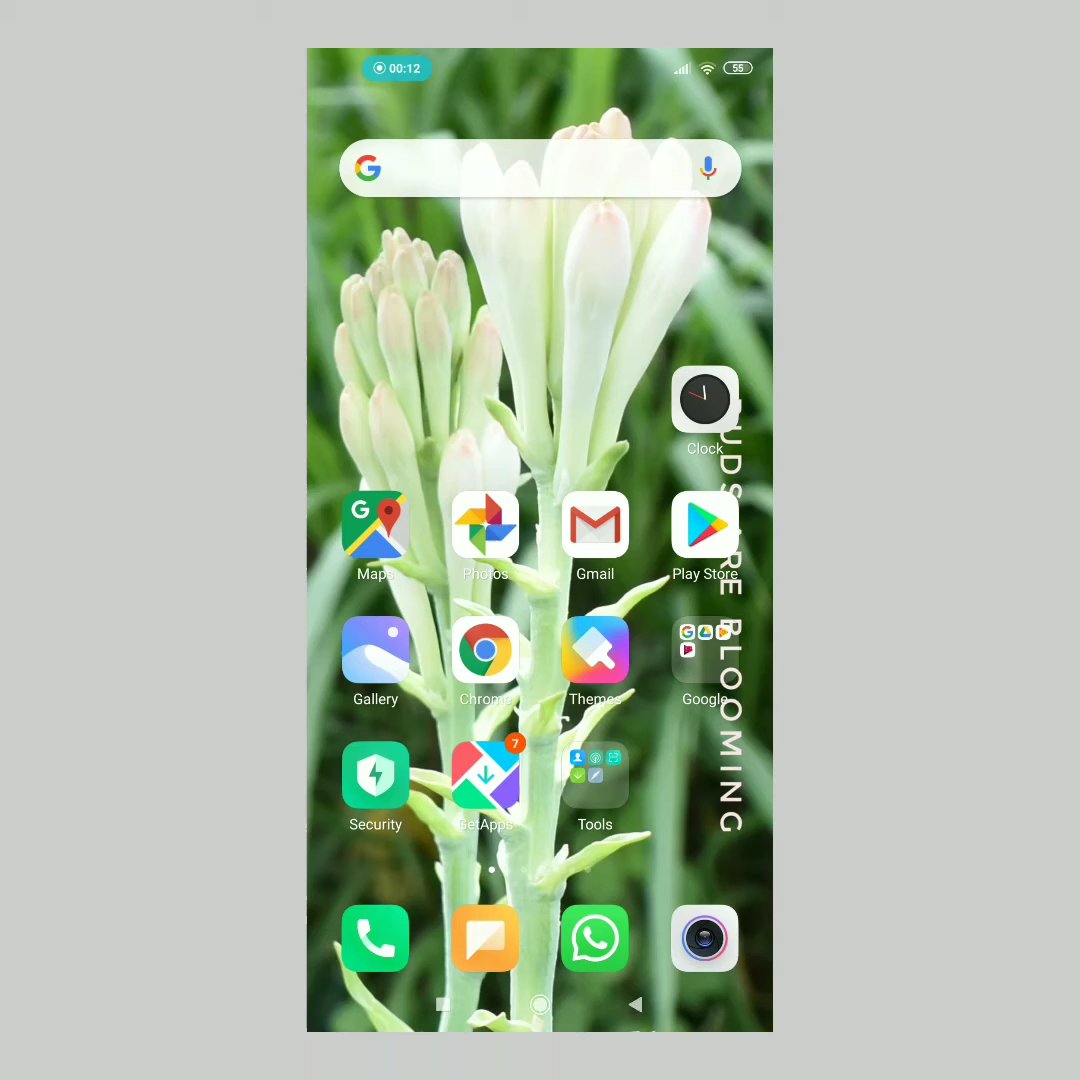 00:12
55
Clock
Maps
Photos
Gmail
Play Store
Gallery
Chrome
Themes
Google
7
Security
GetApps
Tools
BLOOMING